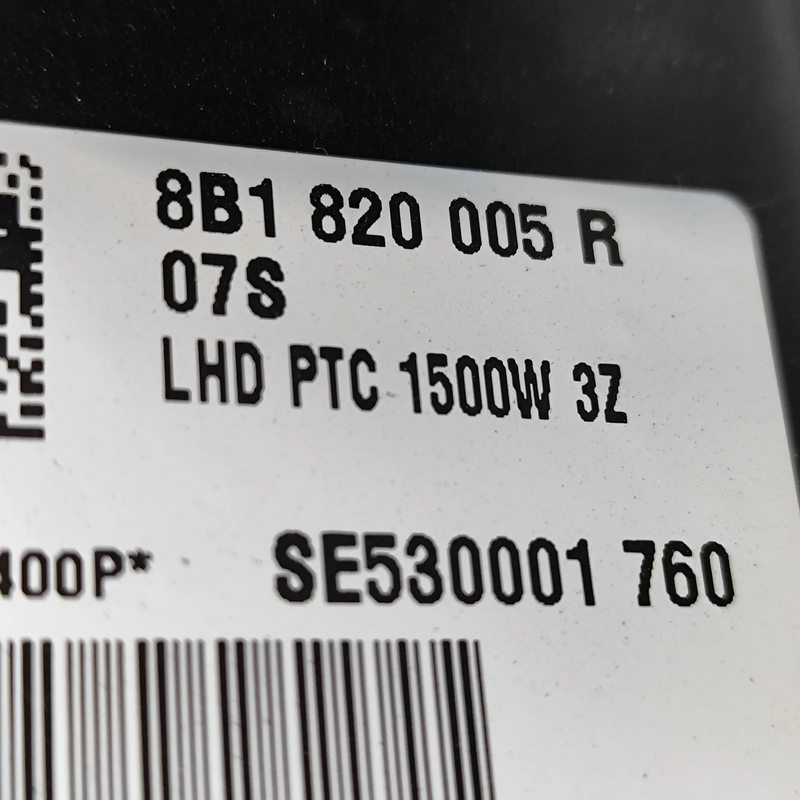 8B1 820 005 R
07S
LHD PTC 1500W 3Z
400P* SE530001 760